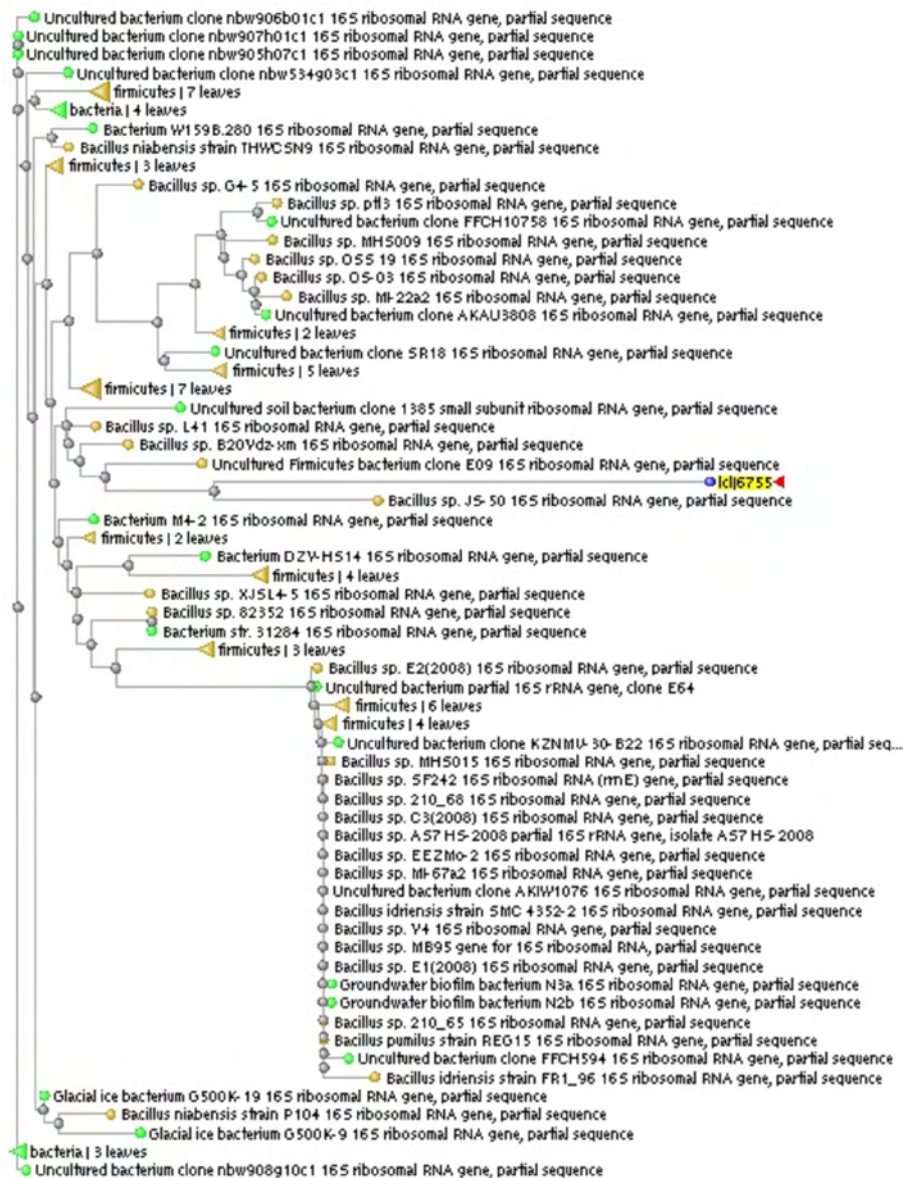 Uncultured bacterium clone nbw906b01c1 16S ribosomal RNA gene, partial sequence
Uncultured bacterium clone nbw907h01c1 16S ribosomal RNA gene, partial sequence
Uncultured bacterium clone nbw905h07c1 16S ribosomal RNA gene, partial sequence
Uncultured bacterium clone nbw534g03c1 16S ribosomal RNA gene, partial sequence
firmicutes | 7 leaves
bacteria | 4 leaves
Bacterium W159B.280 16S ribosomal RNA gene, partial sequence
Bacillus niabensis strain THWCSN9 16S ribosomal RNA gene, partial sequence
firmicutes | 3 leaves
Bacillus sp. G4-5 16S ribosomal RNA gene, partial sequence
Bacillus sp. ptl3 16S ribosomal RNA gene, partial sequence
Uncultured bacterium clone FFCH10758 16S ribosomal RNA gene, partial sequence
Bacillus sp. MHS009 16S ribosomal RNA gene, partial sequence
Bacillus sp. OSS 19 16S ribosomal RNA gene, partial sequence
Bacillus sp. OS-03 16S ribosomal RNA gene, partial sequence
Bacillus sp. MI-22a2 16S ribosomal RNA gene, partial sequence
Uncultured bacterium clone AKAU3808 16S ribosomal RNA gene, partial sequence
firmicutes | 2 leaves
Uncultured bacterium clone SR18 16S ribosomal RNA gene, partial sequence
firmicutes | 5 leaves
firmicutes | 7 leaves
Uncultured soil bacterium clone 1385 small subunit ribosomal RNA gene, partial sequence
Bacillus sp. L41 16S ribosomal RNA gene, partial sequence
Bacillus sp. B20Vdz-xm 16S ribosomal RNA gene, partial sequence
Uncultured Firmicutes bacterium clone E09 16S ribosomal RNA gene, partial sequence
lcl|6755
Bacillus sp. JS-50 16S ribosomal RNA gene, partial sequence
Bacterium M4-2 16S ribosomal RNA gene, partial sequence
firmicutes | 2 leaves
Bacterium DZY-HS14 16S ribosomal RNA gene, partial sequence
firmicutes | 4 leaves
Bacillus sp. XJSL4-5 16S ribosomal RNA gene, partial sequence
Bacillus sp. 82352 16S ribosomal RNA gene, partial sequence
Bacterium str. 31284 16S ribosomal RNA gene, partial sequence
firmicutes | 3 leaves
Bacillus sp. E2(2008) 16S ribosomal RNA gene, partial sequence
Uncultured bacterium partial 16S rRNA gene, clone E64
firmicutes | 6 leaves
firmicutes | 4 leaves
Uncultured bacterium clone KZNMU-30-B22 16S ribosomal RNA gene, partial seq...
Bacillus sp. MHS015 16S ribosomal RNA gene, partial sequence
Bacillus sp. SF242 16S ribosomal RNA (rrnE) gene, partial sequence
Bacillus sp. 210_68 16S ribosomal RNA gene, partial sequence
Bacillus sp. C3(2008) 16S ribosomal RNA gene, partial sequence
Bacillus sp. AS7 HS-2008 partial 16S rRNA gene, isolate AS7 HS-2008
Bacillus sp. EEZMo-2 16S ribosomal RNA gene, partial sequence
Bacillus sp. MI-67a2 16S ribosomal RNA gene, partial sequence
Uncultured bacterium clone AKIW1076 16S ribosomal RNA gene, partial sequence
Bacillus idriensis strain SMC 4352-2 16S ribosomal RNA gene, partial sequence
Bacillus sp. Y4 16S ribosomal RNA gene, partial sequence
Bacillus sp. MB95 gene for 16S ribosomal RNA, partial sequence
Bacillus sp. E1(2008) 16S ribosomal RNA gene, partial sequence
Groundwater biofilm bacterium N3a 16S ribosomal RNA gene, partial sequence
Groundwater biofilm bacterium N2b 16S ribosomal RNA gene, partial sequence
Bacillus sp. 210_65 16S ribosomal RNA gene, partial sequence
Bacillus pumilus strain REG15 16S ribosomal RNA gene, partial sequence
Uncultured bacterium clone FFCH594 16S ribosomal RNA gene, partial sequence
Bacillus idriensis strain FR1_96 16S ribosomal RNA gene, partial sequence
Glacial ice bacterium G500K-19 16S ribosomal RNA gene, partial sequence
Bacillus niabensis strain P104 16S ribosomal RNA gene, partial sequence
Glacial ice bacterium G500K-9 16S ribosomal RNA gene, partial sequence
bacteria | 3 leaves
Uncultured bacterium clone nbw908g10c1 16S ribosomal RNA gene, partial sequence